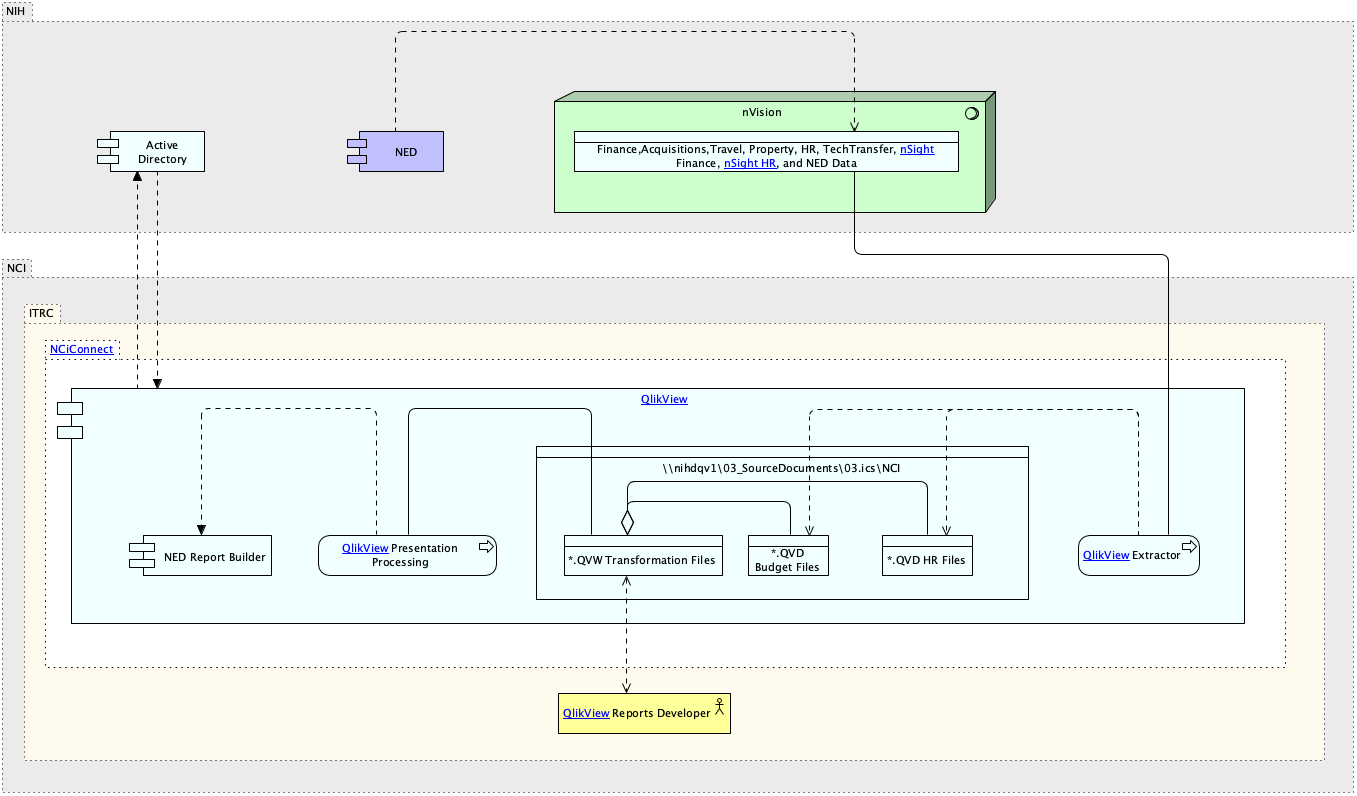 NIH
nVision
Active
Directory
NED
Finance,Acquisitions,Travel, Property, HR, TechTransfer, nSight
Finance, nSight HR, and NED Data
NCI
ITRC
NCiConnect
QlikView
\\nihdqv1\03_SourceDocuments\03.ics\NCI
NED Report Builder
QlikView Presentation
Processing
*.QVW Transformation Files
*.QVD
Budget Files
*.QVD HR Files
QlikView Extractor
QlikView Reports Developer